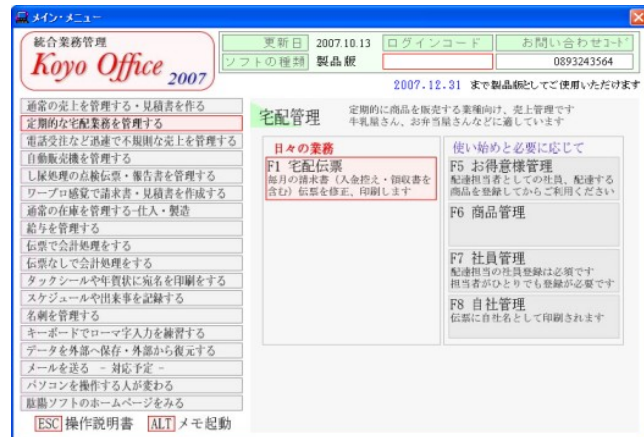 メイン・メニュー
統合業務管理
Koyo Office 2007
更新日 2007.10.13 ログインコード お問い合わせｺｰﾄﾞ
ソフトの種類 製品版 0893243564
2007.12.31 まで製品版としてご使用いただけます
通常の売上を管理する・見積書を作る
定期的な宅配業務を管理する
電話受注など迅速で不規則な売上を管理する
自動販売機を管理する
し尿処理の点検伝票・報告書を管理する
ワープロ感覚で請求書・見積書を作成する
通常の在庫を管理する-仕入・製造
給与を管理する
伝票で会計処理をする
伝票なしで会計処理をする
タックシールや年賀状に宛名を印刷をする
スケジュールや出来事を記録する
名刺を管理する
キーボードでローマ字入力を練習する
データを外部へ保存・外部から復元する
メールを送る - 対応予定 -
パソコンを操作する人が変わる
陰陽ソフトのホームページをみる
ESC 操作説明書 ALT メモ起動
宅配管理
定期的に商品を販売する業種向け、売上管理です
牛乳屋さん、お弁当屋さんなどに適しています
日々の業務
F1 宅配伝票
毎月の請求書（入金控え・領収書を
含む）伝票を修正、印刷します
使い始めと必要に応じて
F5 お得意様管理
配達担当者としての社員、配達する
商品を登録してからご利用ください
F6 商品管理
F7 社員管理
配達担当の社員登録は必須です
担当者がひとりでも登録が必要です
F8 自社管理
伝票に自社名として印刷されます